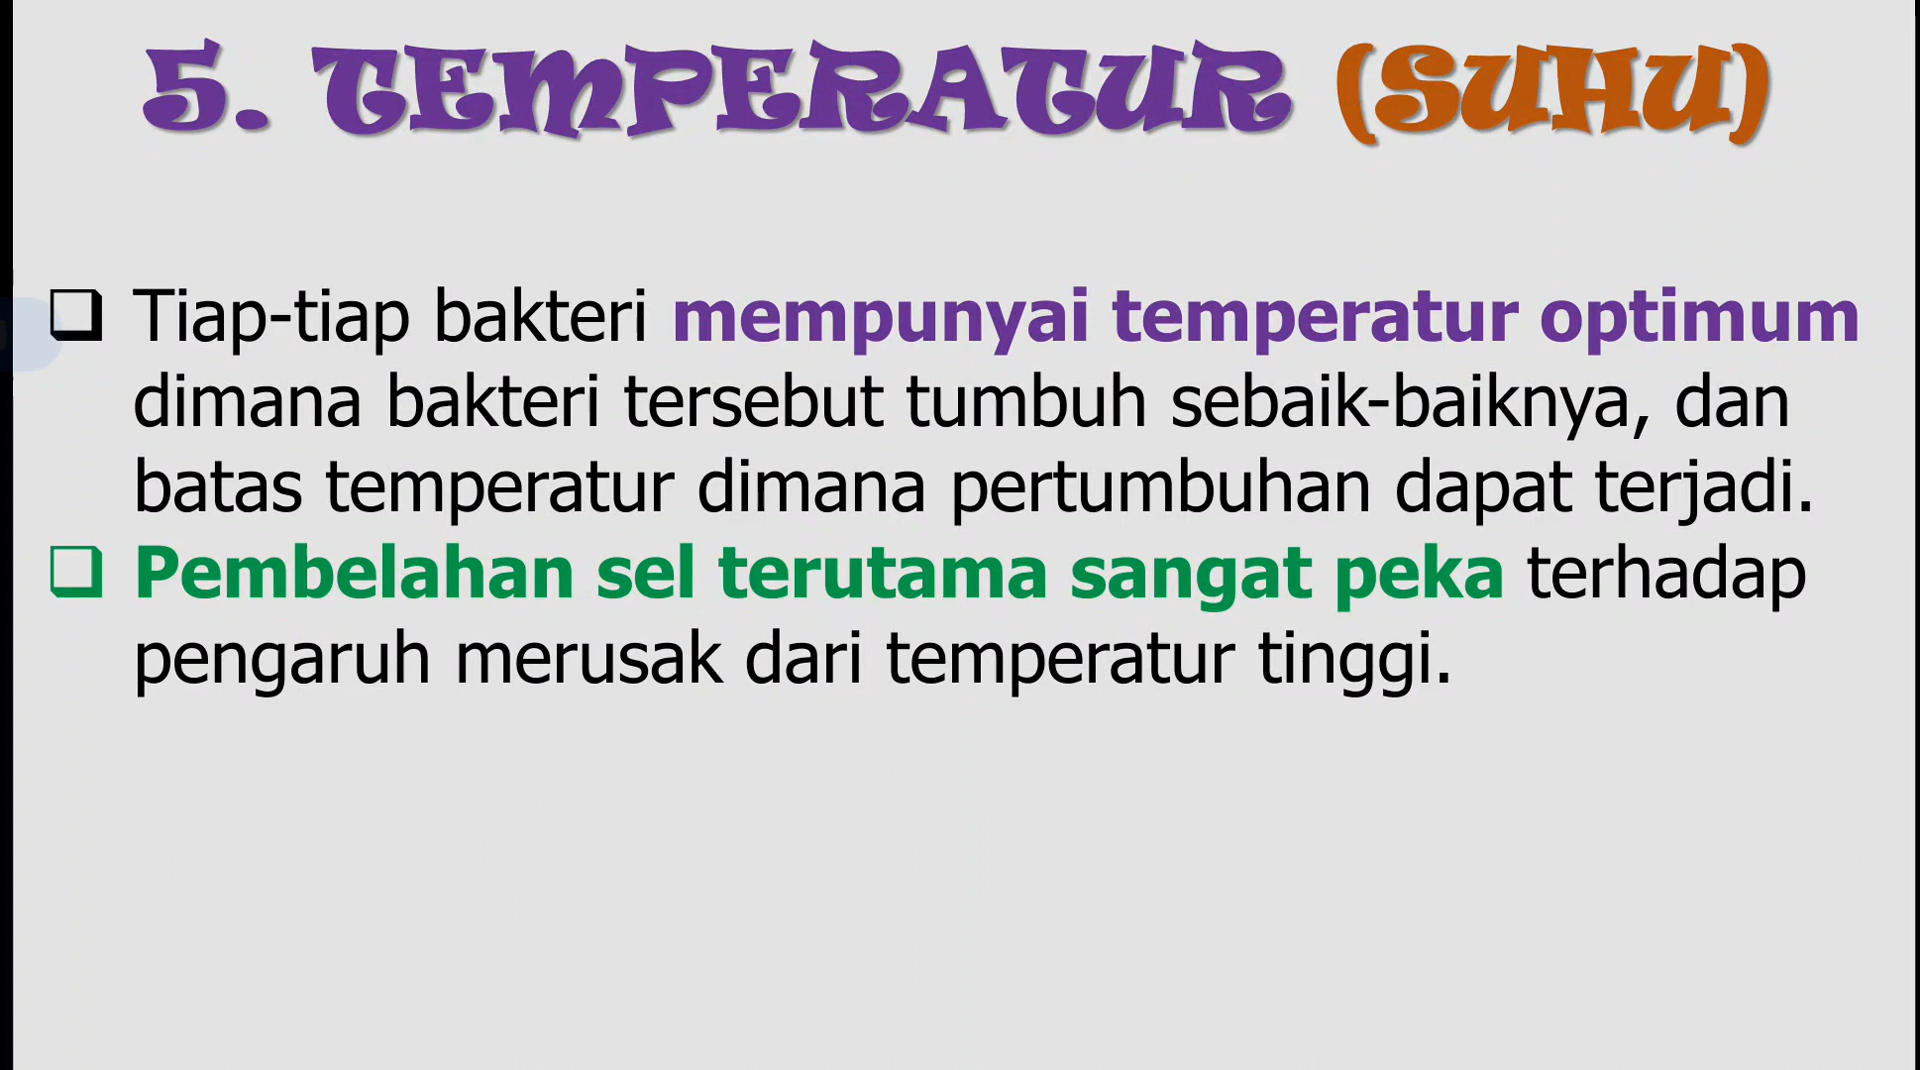 5. TEMPERATUR (SUHU)
Tiap-tiap bakteri mempunyai temperatur optimum
dimana bakteri tersebut tumbuh sebaik-baiknya, dan
batas temperatur dimana pertumbuhan dapat terjadi.
Pembelahan sel terutama sangat peka terhadap
pengaruh merusak dari temperatur tinggi.